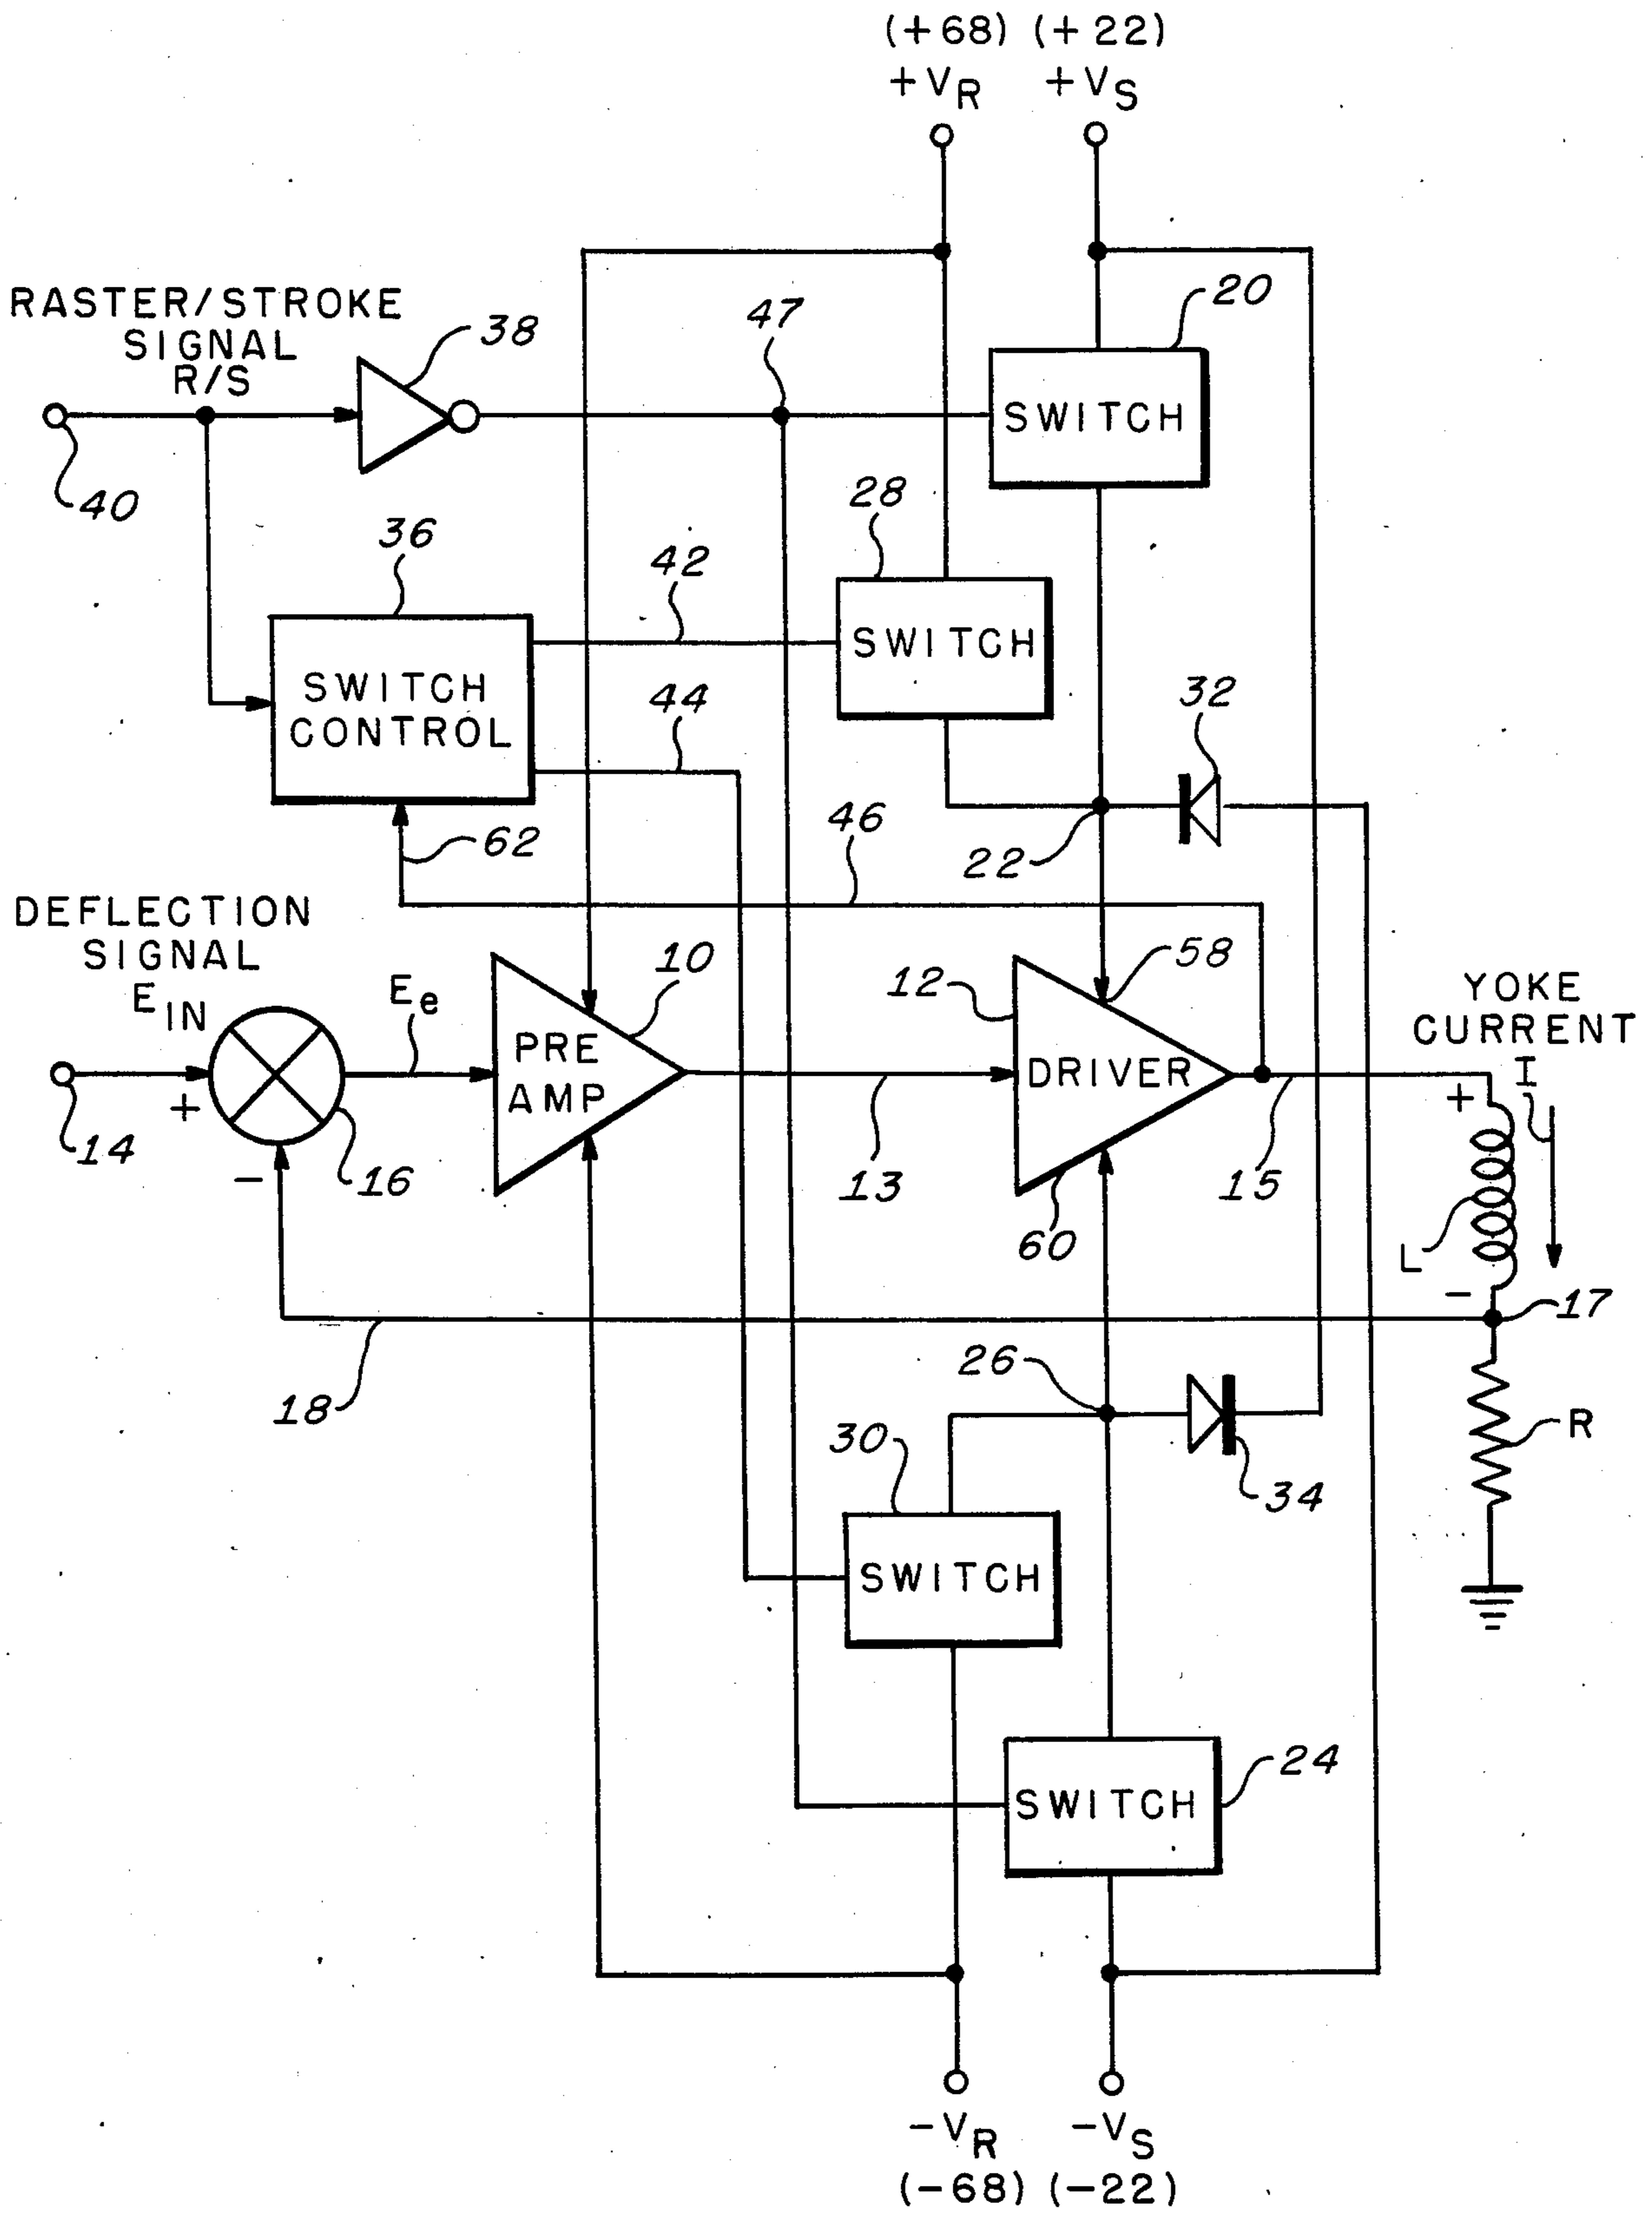 (+68) (+22)
+VR +VS
20
RASTER/STROKE
SIGNAL
R/S
38
47
SWITCH
40
28
36
42
SWITCH
SWITCH
CONTROL
44
32
46
62
22
DEFLECTION
SIGNAL
EIN
Ee
10
58
12
YOKE
CURRENT
I
PRE
AMP
DRIVER
+
+
14
-
16
13
15
60
L
-
17
18
26
30
R
34
SWITCH
24
SWITCH
-VR -VS
(-68) (-22)